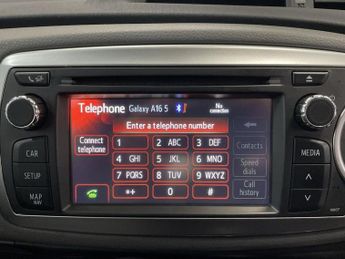 Telephone Galaxy A16 5 No connection
Enter a telephone number
Connect telephone
1 2 ABC 3 DEF
4 GHI 5 JKL 6 MNO
7 PQRS 8 TUV 9 WXYZ
*+ 0 #
Contacts
Speed dials
Call history
CAR
SETUP
MAP NAV
MEDIA